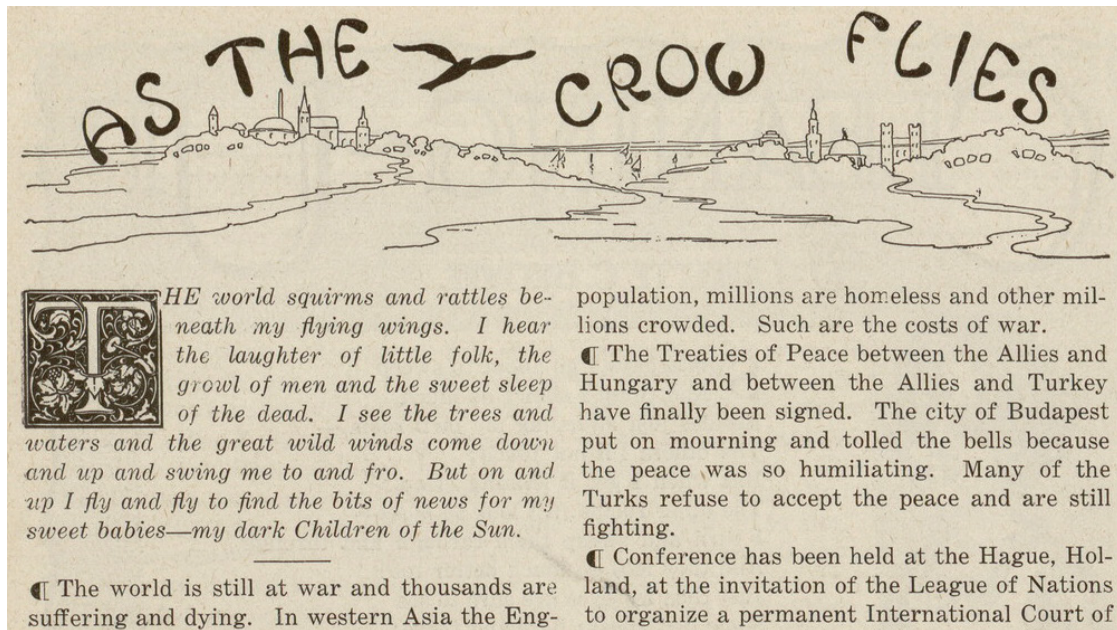 AS THE CROW FLIES
THE world squirms and rattles be-
neath my flying wings. I hear
the laughter of little folk, the
growl of men and the sweet sleep
of the dead. I see the trees and
waters and the great wild winds come down
and up and swing me to and fro. But on and
up I fly and fly to find the bits of news for my
sweet babies—my dark Children of the Sun.
¶ The world is still at war and thousands are
suffering and dying. In western Asia the Eng-
population, millions are homeless and other mil-
lions crowded. Such are the costs of war.
¶ The Treaties of Peace between the Allies and
Hungary and between the Allies and Turkey
have finally been signed. The city of Budapest
put on mourning and tolled the bells because
the peace was so humiliating. Many of the
Turks refuse to accept the peace and are still
fighting.
¶ Conference has been held at the Hague, Hol-
land, at the invitation of the League of Nations
to organize a permanent International Court of